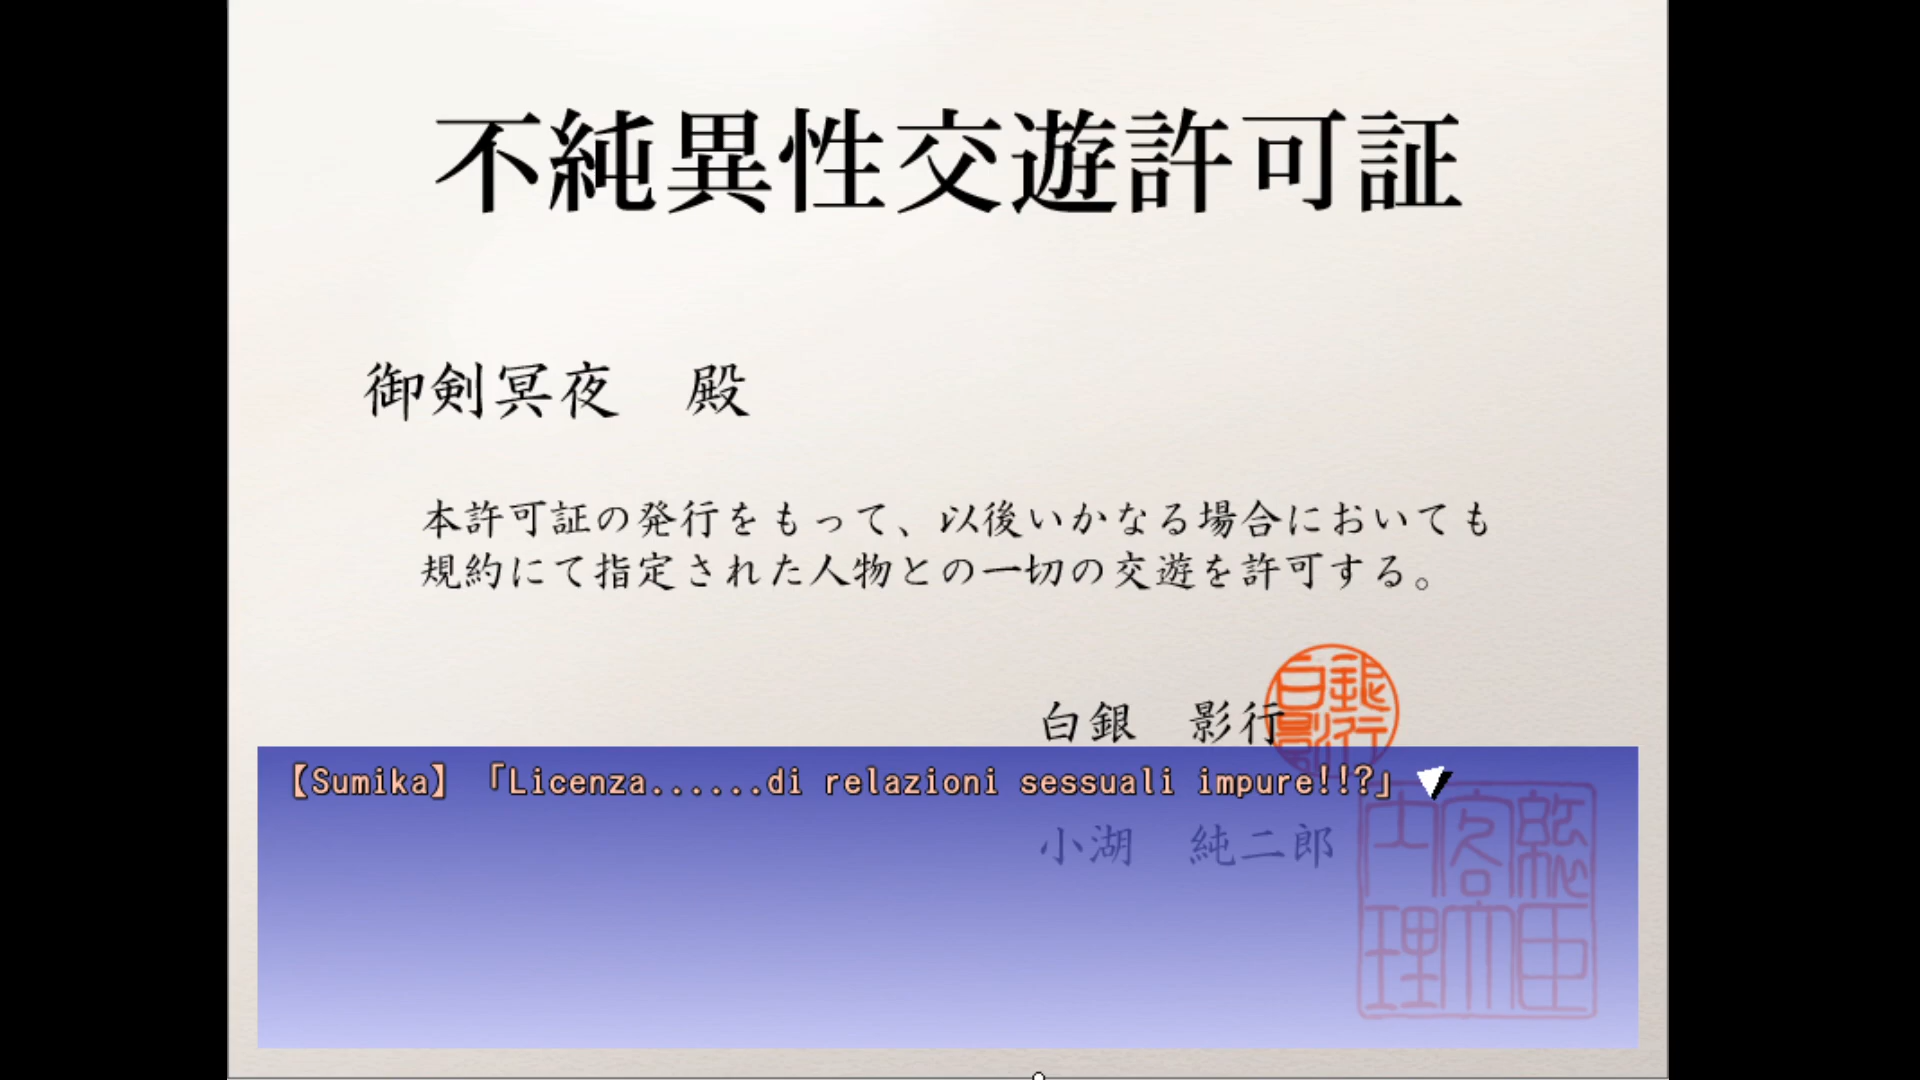 不純異性交遊許可証
御剣冥夜　殿
本許可証の発行をもって、以後いかなる場合においても
規約にて指定された人物との一切の交遊を許可する。
白銀　影行
白銀影行
【Sumika】「Licenza......di relazioni sessuali impure!!?」
小湖　純二郎